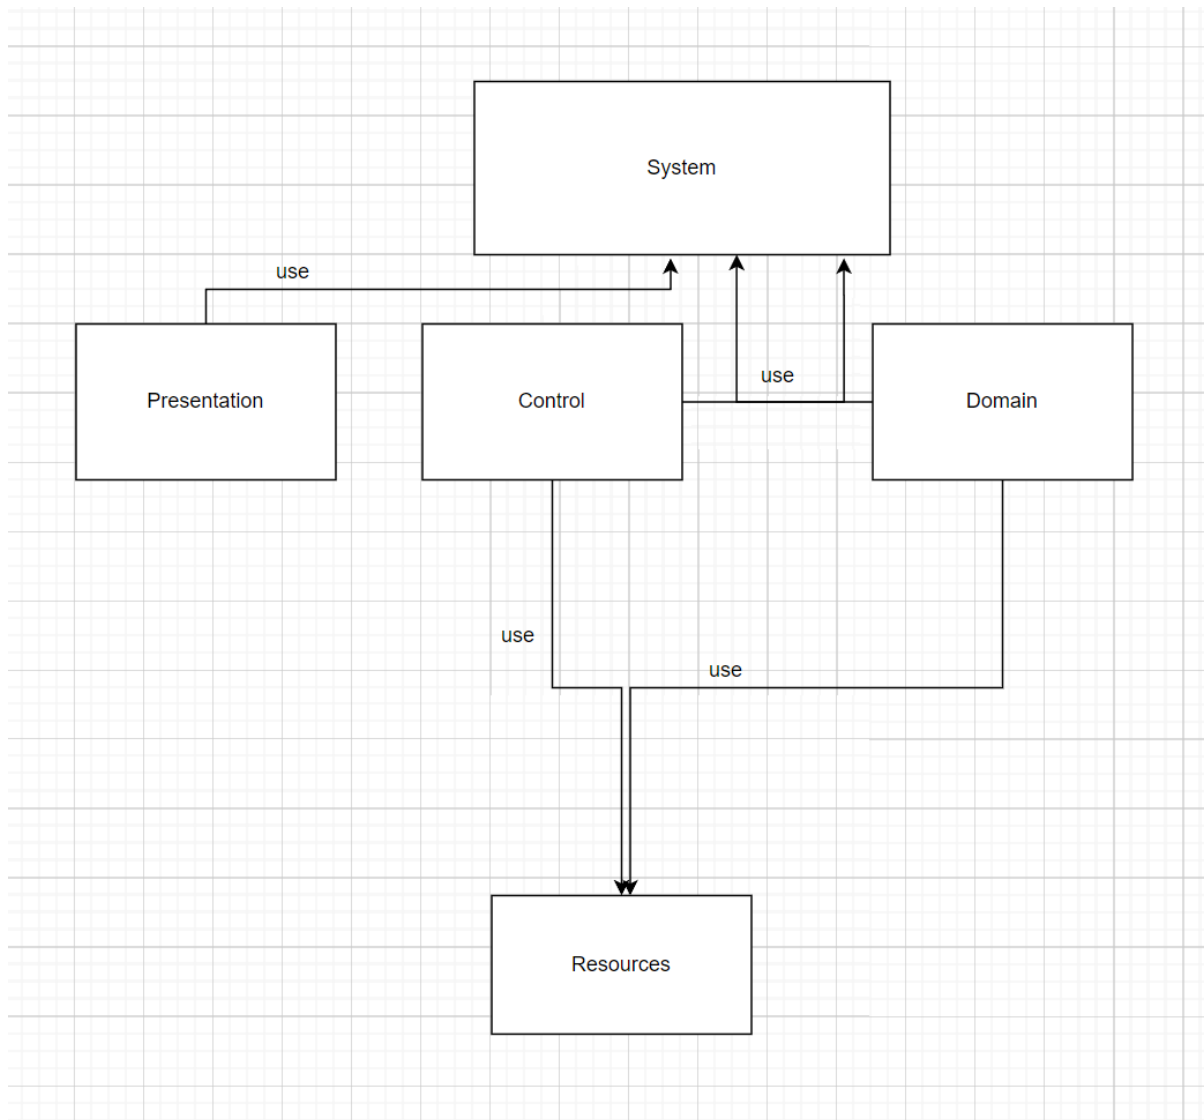 System
use
Presentation
Control
use
Domain
use
use
Resources